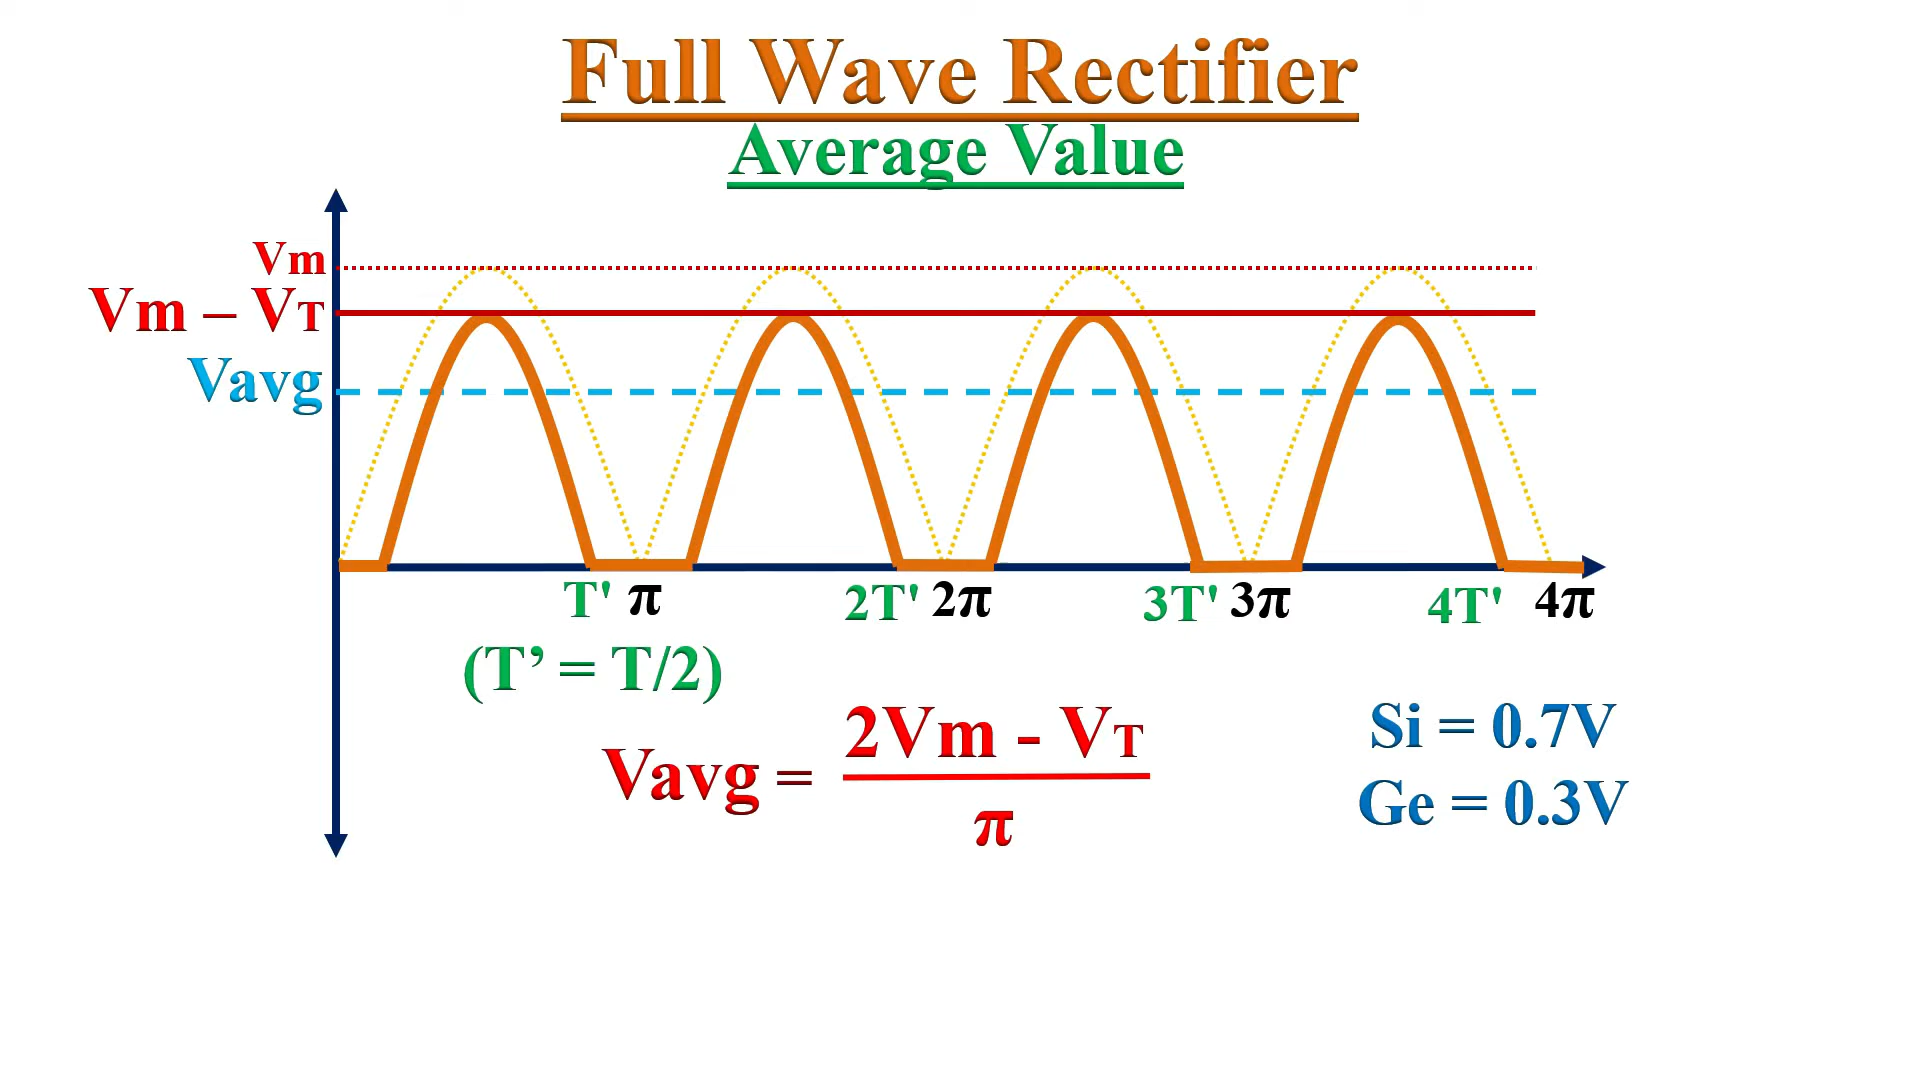 Full Wave Rectifier
Average Value
Vm
Vm – VT
Vavg
T' π 2T' 2π 3T' 3π 4T' 4π
(T’ = T/2)
Vavg = 2Vm - VT
π
Si = 0.7V
Ge = 0.3V